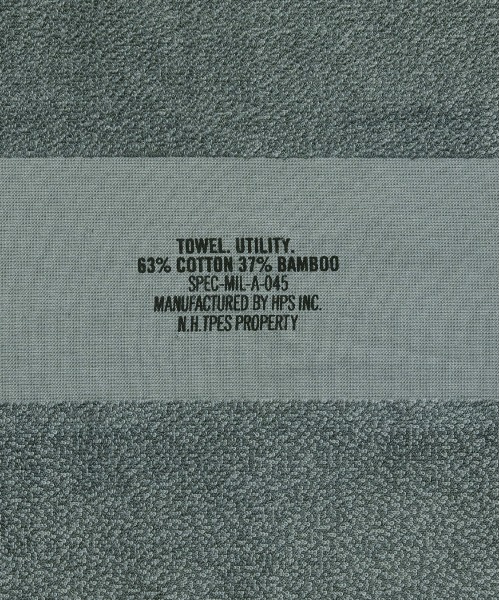 TOWEL. UTILITY.
63% COTTON 37% BAMBOO
SPEC-MIL-A-045
MANUFACTURED BY HPS INC.
N.H.TPES PROPERTY